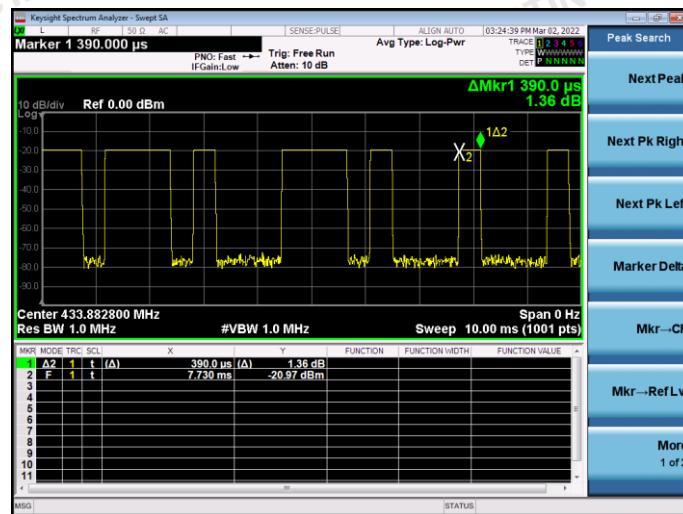 Keysight Spectrum Analyzer - Swept SA
L RF 50 Ω AC SENSE:PULSE ALIGN AUTO 03:24:39 PM Mar 02, 2022
Marker 1 390.000 µs
PNO: Fast
IFGain:Low
Trig: Free Run
Atten: 10 dB
Avg Type: Log-Pwr
TRACE 1 2 3 4 5 6
TYPE WWWWWW
DET P N N N N N
Peak Search
ΔMkr1 390.0 µs
1.36 dB
10 dB/div Ref 0.00 dBm
Log
-10.0
-20.0
-30.0
-40.0
-50.0
-60.0
-70.0
-80.0
-90.0
1Δ2
X2
Center 433.882800 MHz
Span 0 Hz
Res BW 1.0 MHz
#VBW 1.0 MHz
Sweep 10.00 ms (1001 pts)
MKR MODE TRC SCL X Y FUNCTION FUNCTION WIDTH FUNCTION VALUE
1 Δ2 1 t (Δ) 390.0 µs (Δ) 1.36 dB
2 F 1 t 7.730 ms -20.97 dBm
3
4
5
6
7
8
9
10
11
MSG
STATUS
Next Peak
Next Pk Righ
Next Pk Lef
Marker Delta
Mkr→C
Mkr→Ref Lv
More
1 of